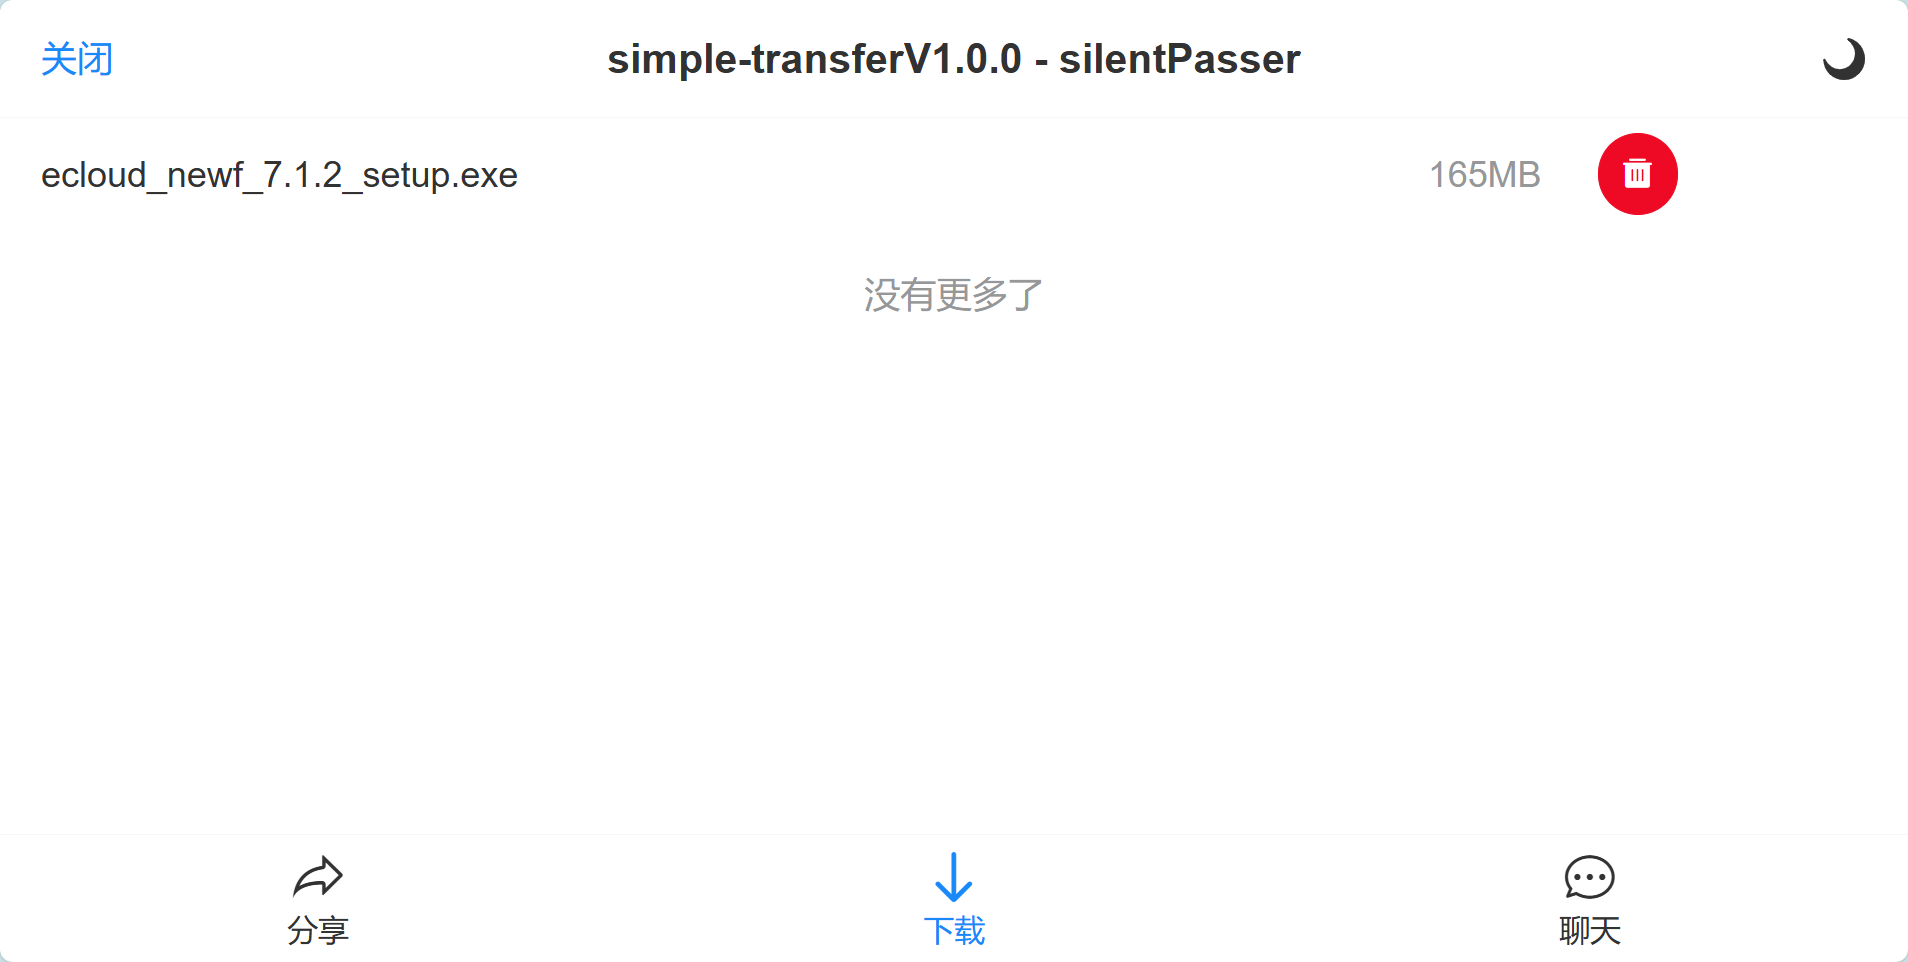 关闭
simple-transferV1.0.0 - silentPasser
ecloud_newf_7.1.2_setup.exe
165MB
没有更多了
分享
下载
聊天